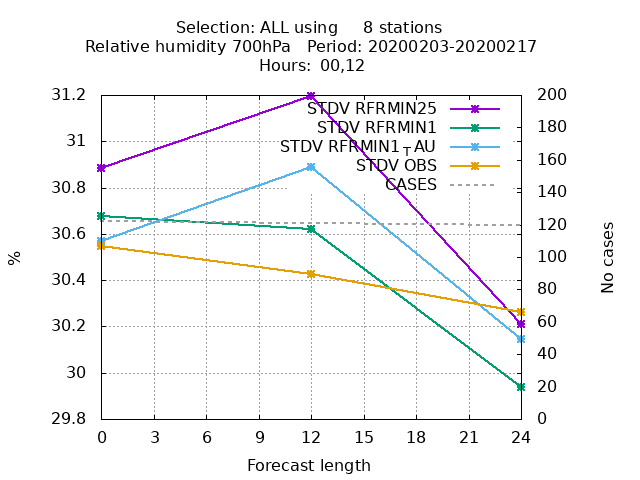 Selection: ALL using     8 stations
Relative humidity 700hPa   Period: 20200203-20200217
Hours: 00,12
31.2
31
30.8
30.6
30.4
30.2
30
29.8
%
STDV RFRMIN25
STDV RFRMIN1
STDV RFRMIN1┬AU
STDV OBS
CASES
200
180
160
140
120
100
80
60
40
20
0
No cases
0 3 6 9 12 15 18 21 24
Forecast length